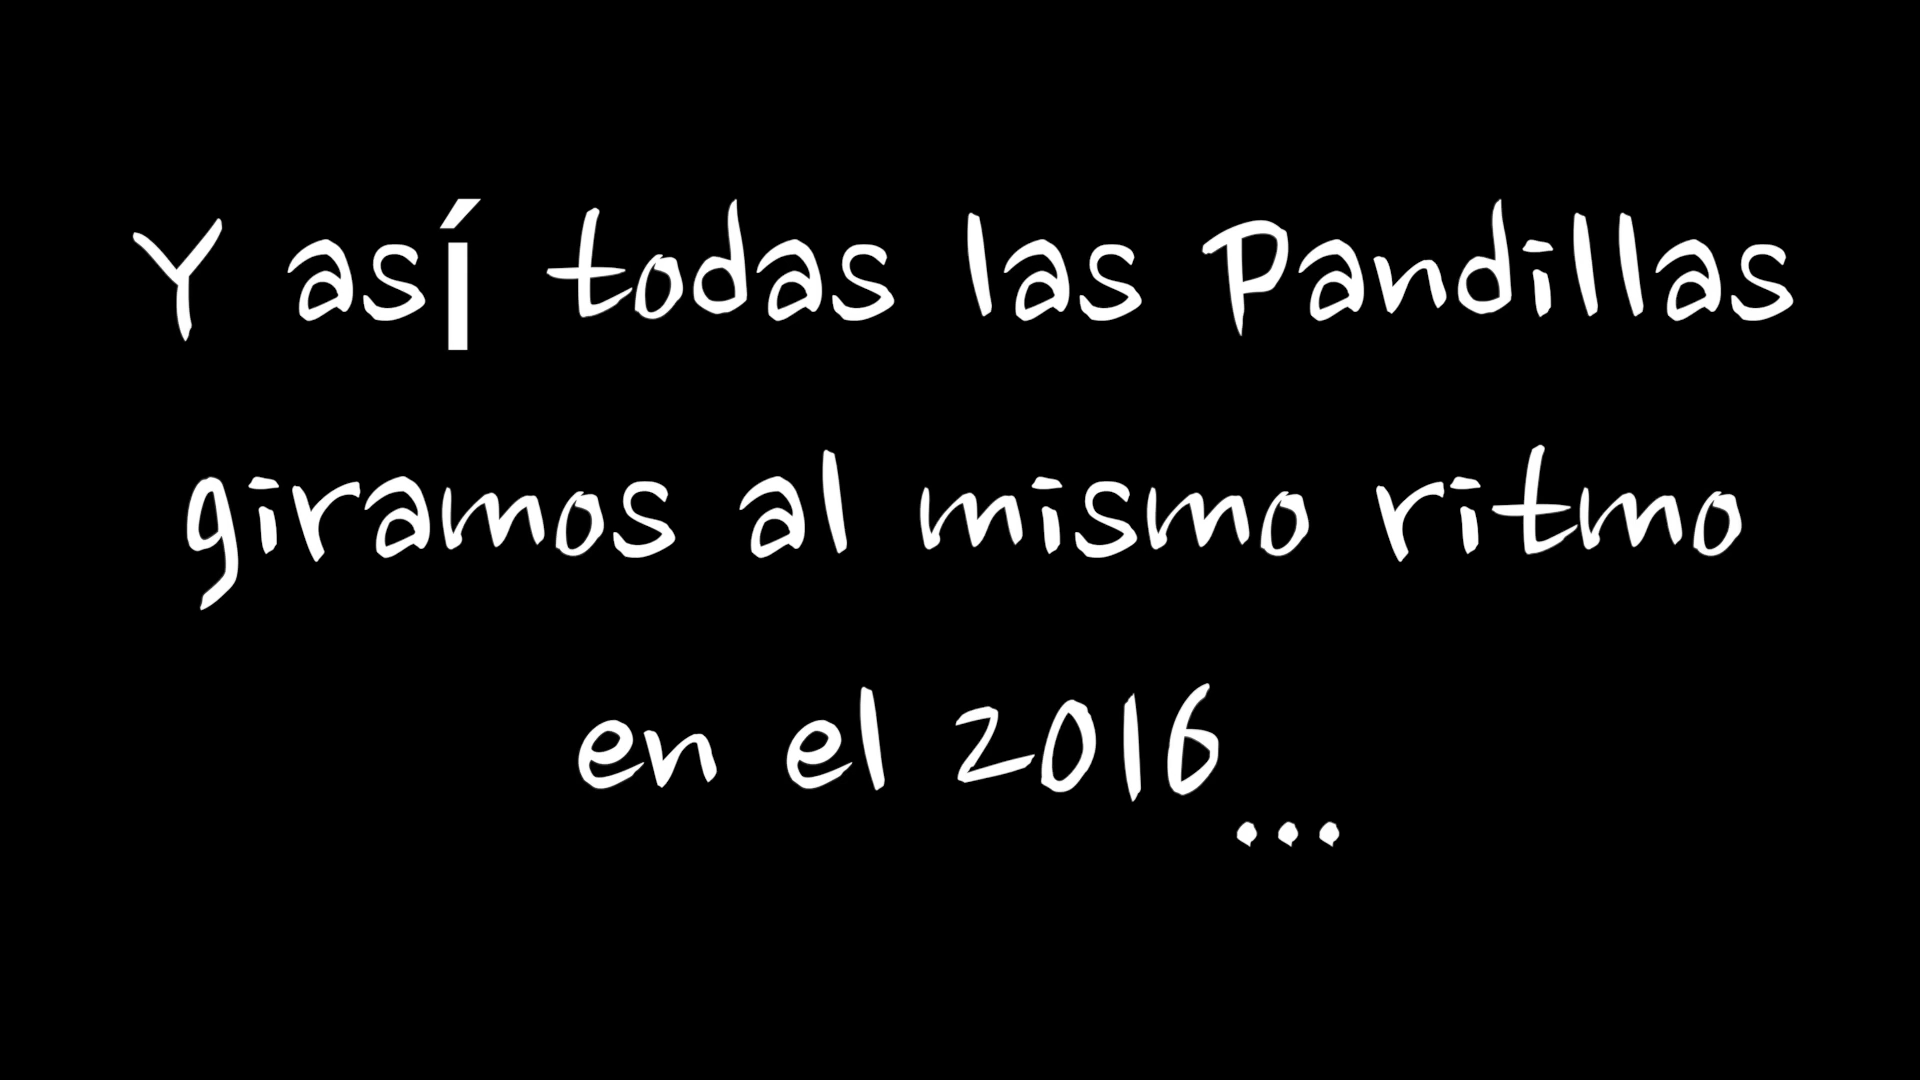 Y así todas las Pandillas
giramos al mismo ritmo
en el 2016...